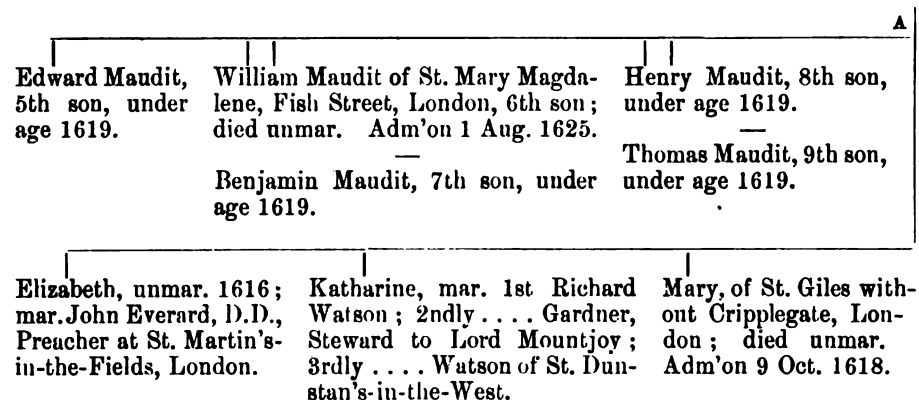 A
Edward Maudit,
5th son, under
age 1619.
William Maudit of St. Mary Magda-
lene, Fish Street, London, 6th son;
died unmar. Adm'on 1 Aug. 1625.
—
Benjamin Maudit, 7th son, under
age 1619.
Henry Maudit, 8th son,
under age 1619.
—
Thomas Maudit, 9th son,
under age 1619.
Elizabeth, unmar. 1616;
mar. John Everard, D.D.,
Preacher at St. Martin's-
in-the-Fields, London.
Katharine, mar. 1st Richard
Watson; 2ndly .... Gardner,
Steward to Lord Mountjoy;
3rdly .... Watson of St. Dun-
stan's-in-the-West.
Mary, of St. Giles with-
out Cripplegate, Lon-
don; died unmar.
Adm'on 9 Oct. 1618.